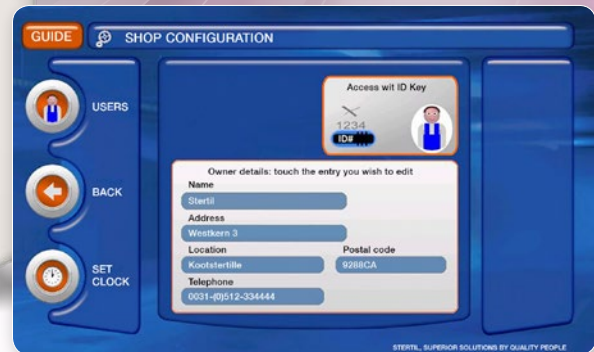 GUIDE
SHOP CONFIGURATION
Access wit ID Key
1234
ID#
USERS
Owner details: touch the entry you wish to edit
Name
Stertil
BACK
Address
Westkern 3
Location Postal code
Kootstertille 9288CA
SET
CLOCK
Telephone
0031-(0)512-334444
STERTIL, SUPERIOR SOLUTIONS BY QUALITY PEOPLE